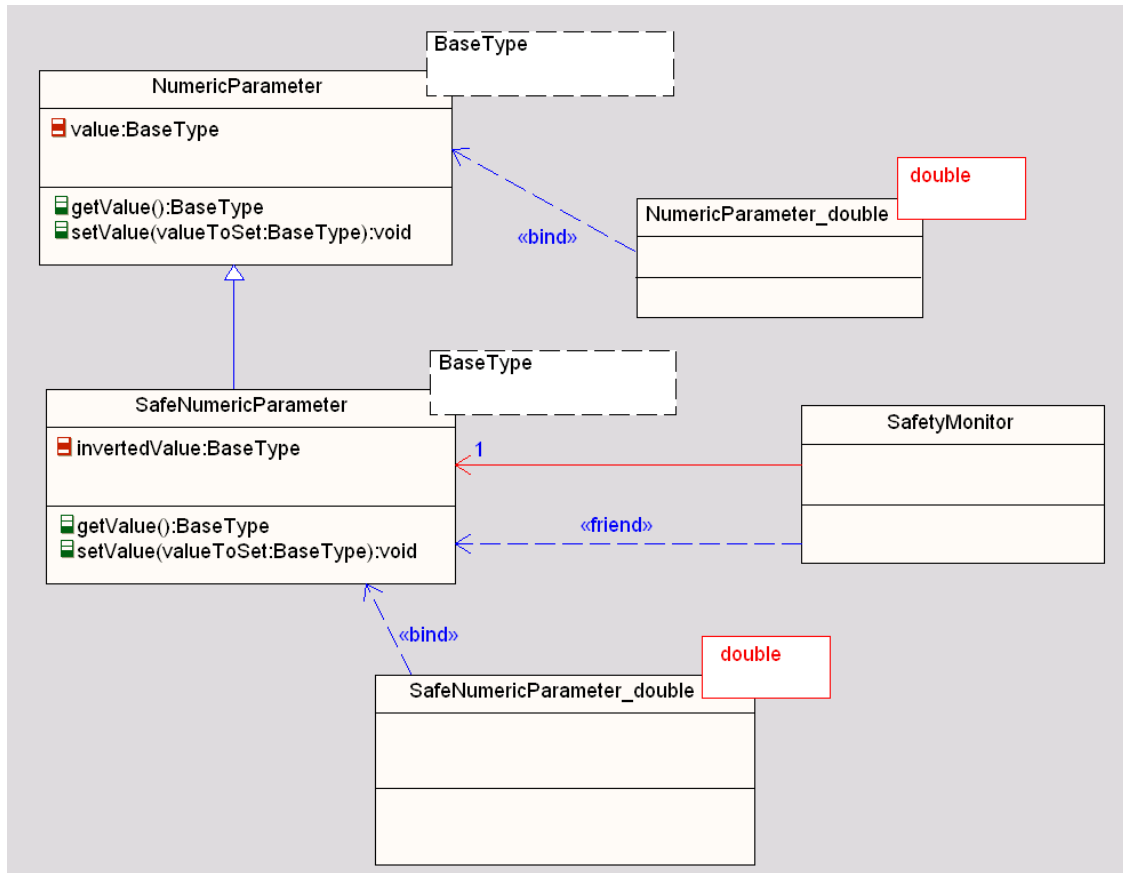 BaseType
NumericParameter
value:BaseType
getValue():BaseType
setValue(valueToSet:BaseType):void
double
NumericParameter_double
«bind»
BaseType
SafeNumericParameter
invertedValue:BaseType
getValue():BaseType
setValue(valueToSet:BaseType):void
1
SafetyMonitor
«friend»
«bind»
double
SafeNumericParameter_double